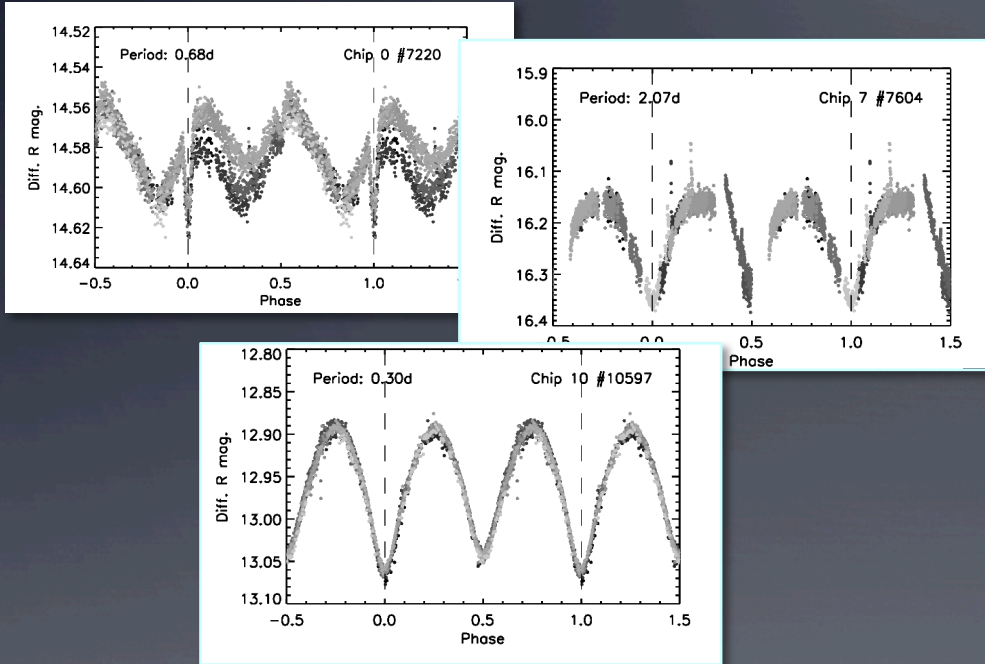 14.52
14.54
14.56
14.58
14.60
14.62
14.64
Diff. R mag.
Period: 0.68d
Chip 0 #7220
-0.5 0.0 0.5 1.0
Phase
15.9
16.0
16.1
16.2
16.3
16.4
Diff. R mag.
Period: 2.07d
Chip 7 #7604
0.5 1.0 1.5
Phase
12.80
12.85
12.90
12.95
13.00
13.05
13.10
Diff. R mag.
Period: 0.30d
Chip 10 #10597
-0.5 0.0 0.5 1.0 1.5
Phase